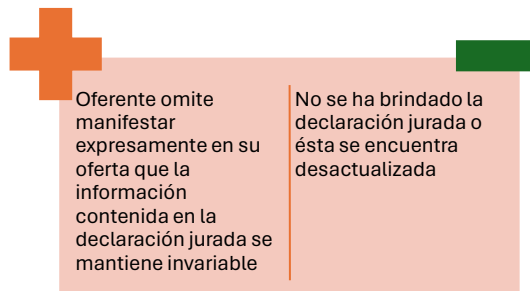 Oferente omite
manifestar
expresamente en su
oferta que la
información
contenida en la
declaración jurada se
mantiene invariable
No se ha brindado la
declaración jurada o
ésta se encuentra
desactualizada